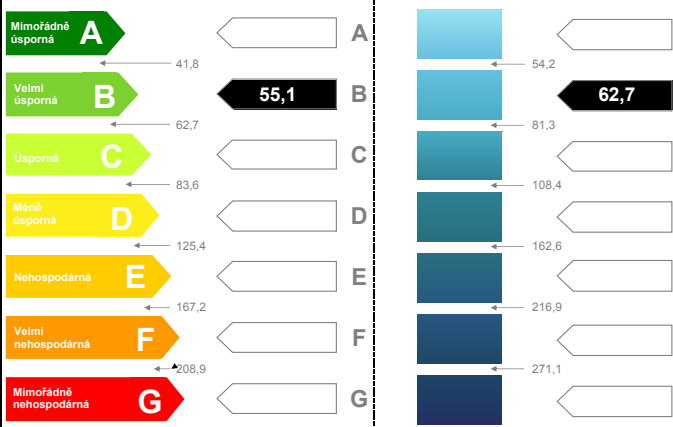 Mimořádně
úsporná
A
A
41,8
54,2
Velmi
úsporná
B
55,1
B
62,7
62,7
81,3
Úsporná
C
C
83,6
108,4
Méně
úsporná
D
D
125,4
162,6
Nehospodárná
E
E
167,2
216,9
Velmi
nehospodárná
F
F
208,9
271,1
Mimořádně
nehospodárná
G
G